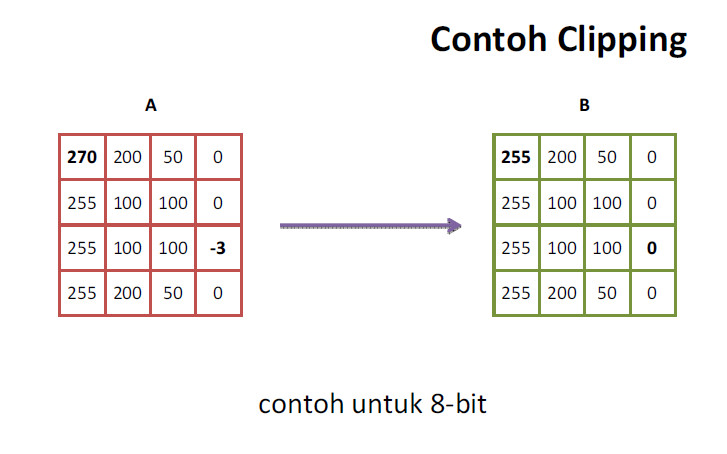 Contoh Clipping
A B
270 200 50 0 255 200 50 0
255 100 100 0 255 100 100 0
255 100 100 -3 255 100 100 0
255 200 50 0 255 200 50 0
contoh untuk 8-bit